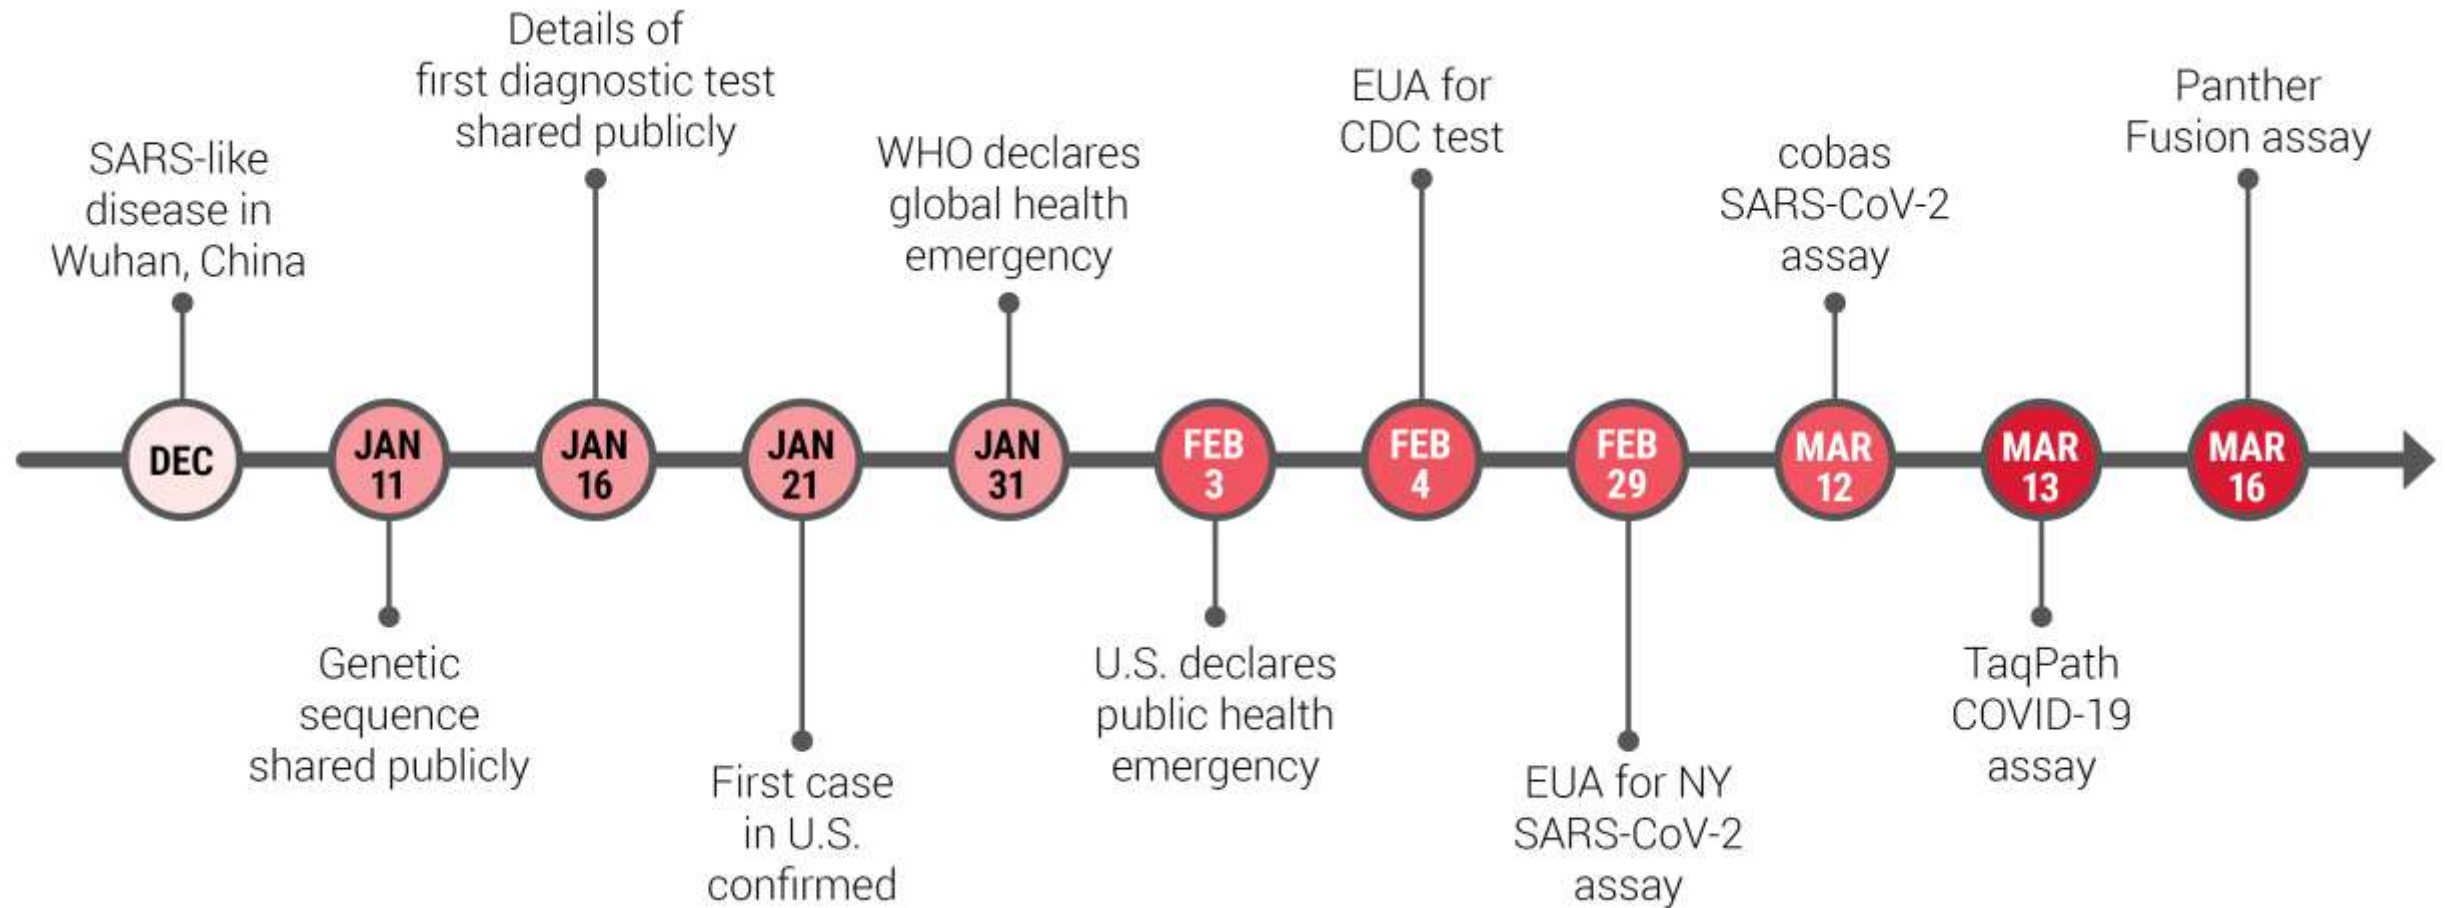 SARS-like
disease in
Wuhan, China
DEC
JAN
11
Genetic
sequence
shared publicly
Details of
first diagnostic test
shared publicly
JAN
16
JAN
21
First case
in U.S.
confirmed
WHO declares
global health
emergency
JAN
31
FEB
3
U.S. declares
public health
emergency
EUA for
CDC test
FEB
4
FEB
29
EUA for NY
SARS-CoV-2
assay
cobas
SARS-CoV-2
assay
MAR
12
MAR
13
TaqPath
COVID-19
assay
Panther
Fusion assay
MAR
16